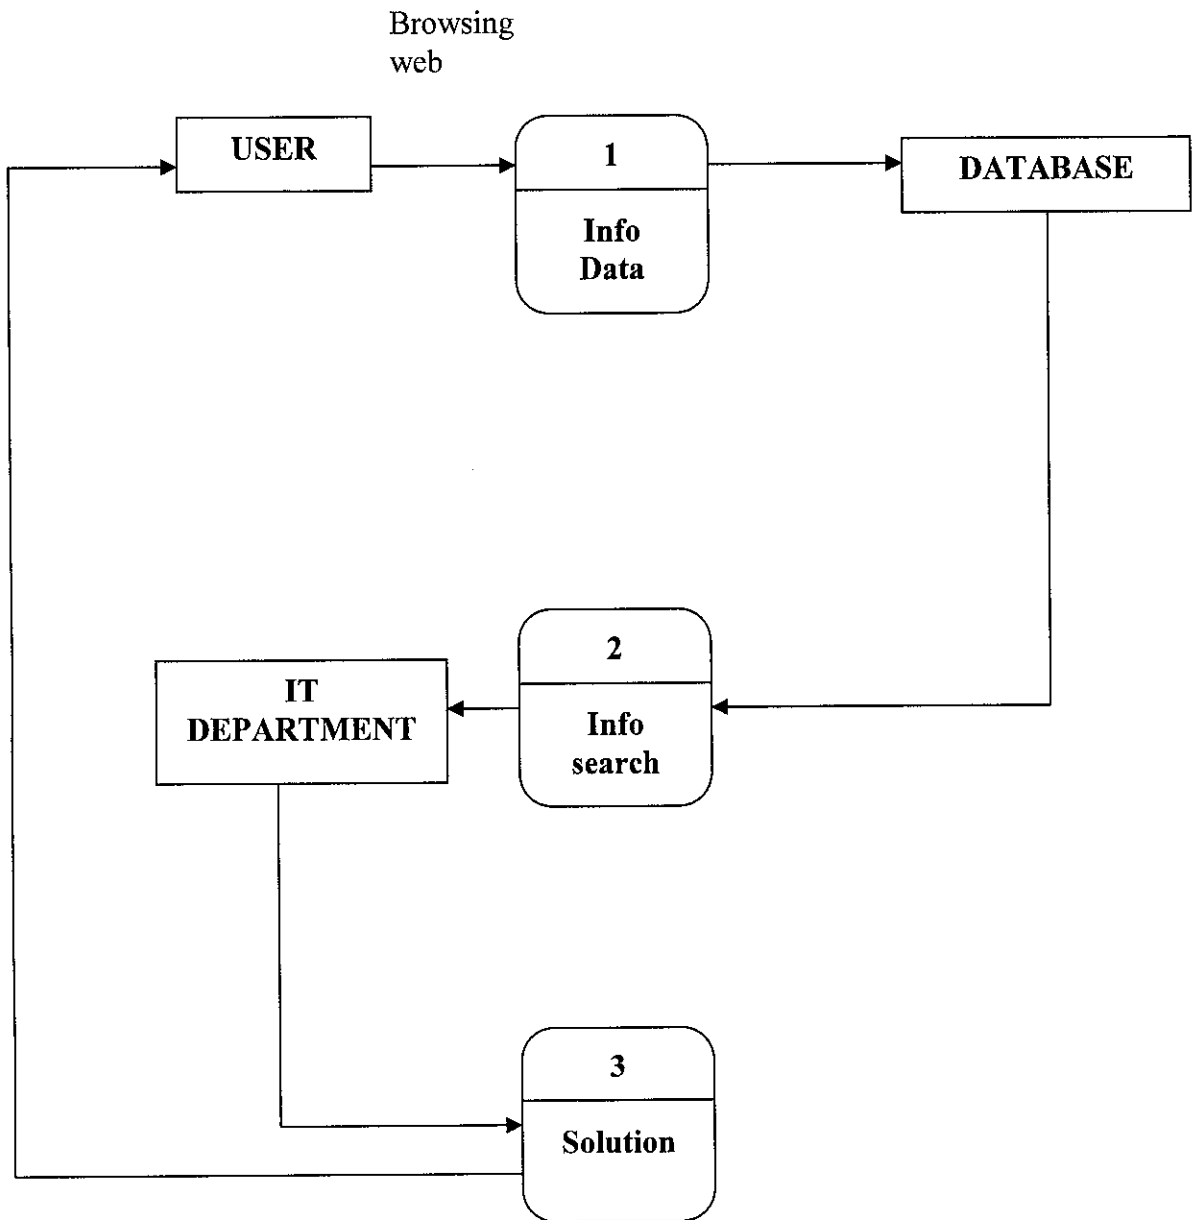 Browsing
web
USER
1
DATABASE
Info
Data
2
IT
DEPARTMENT
Info
search
3
Solution